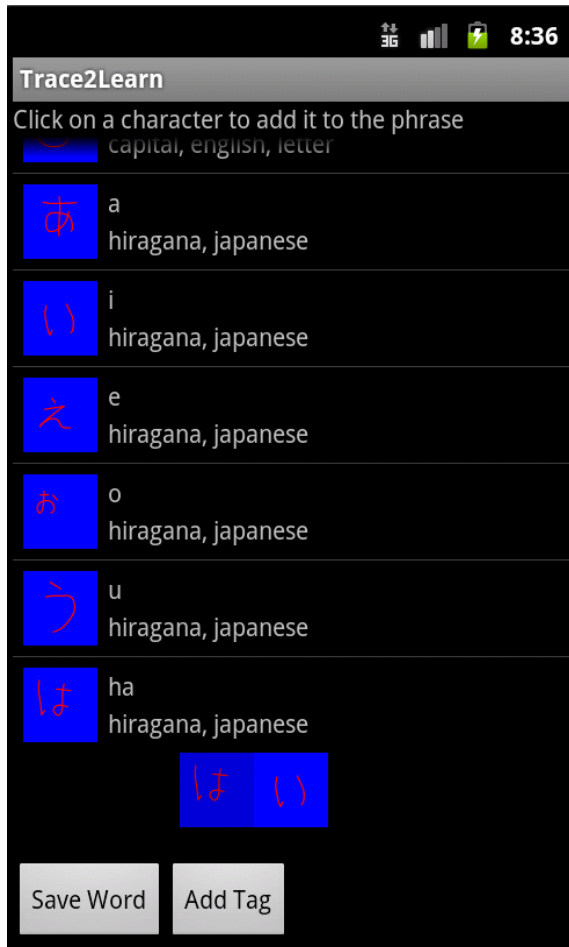 3G 8:36
Trace2Learn
Click on a character to add it to the phrase
capital, english, letter
あ a
hiragana, japanese
い i
hiragana, japanese
え e
hiragana, japanese
お o
hiragana, japanese
う u
hiragana, japanese
は ha
hiragana, japanese
はい
Save Word Add Tag